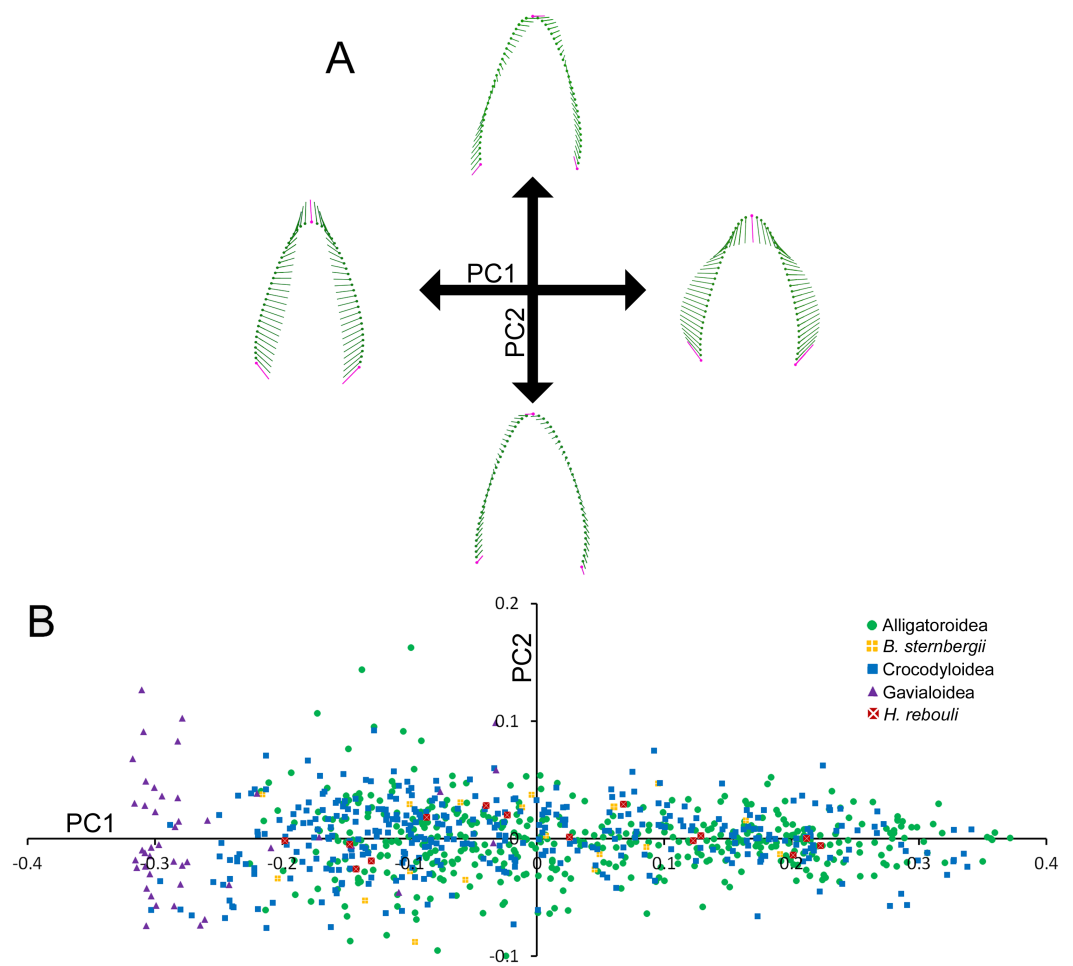 A
PC1
PC2
B
0.2
PC2
0.1
Alligatoroidea
B. sternbergii
Crocodyloidea
Gavialoidea
H. rebouli
PC1
0
-0.4
-0.3
-0.2
-0.1
0
0.1
0.2
0.3
0.4
-0.1